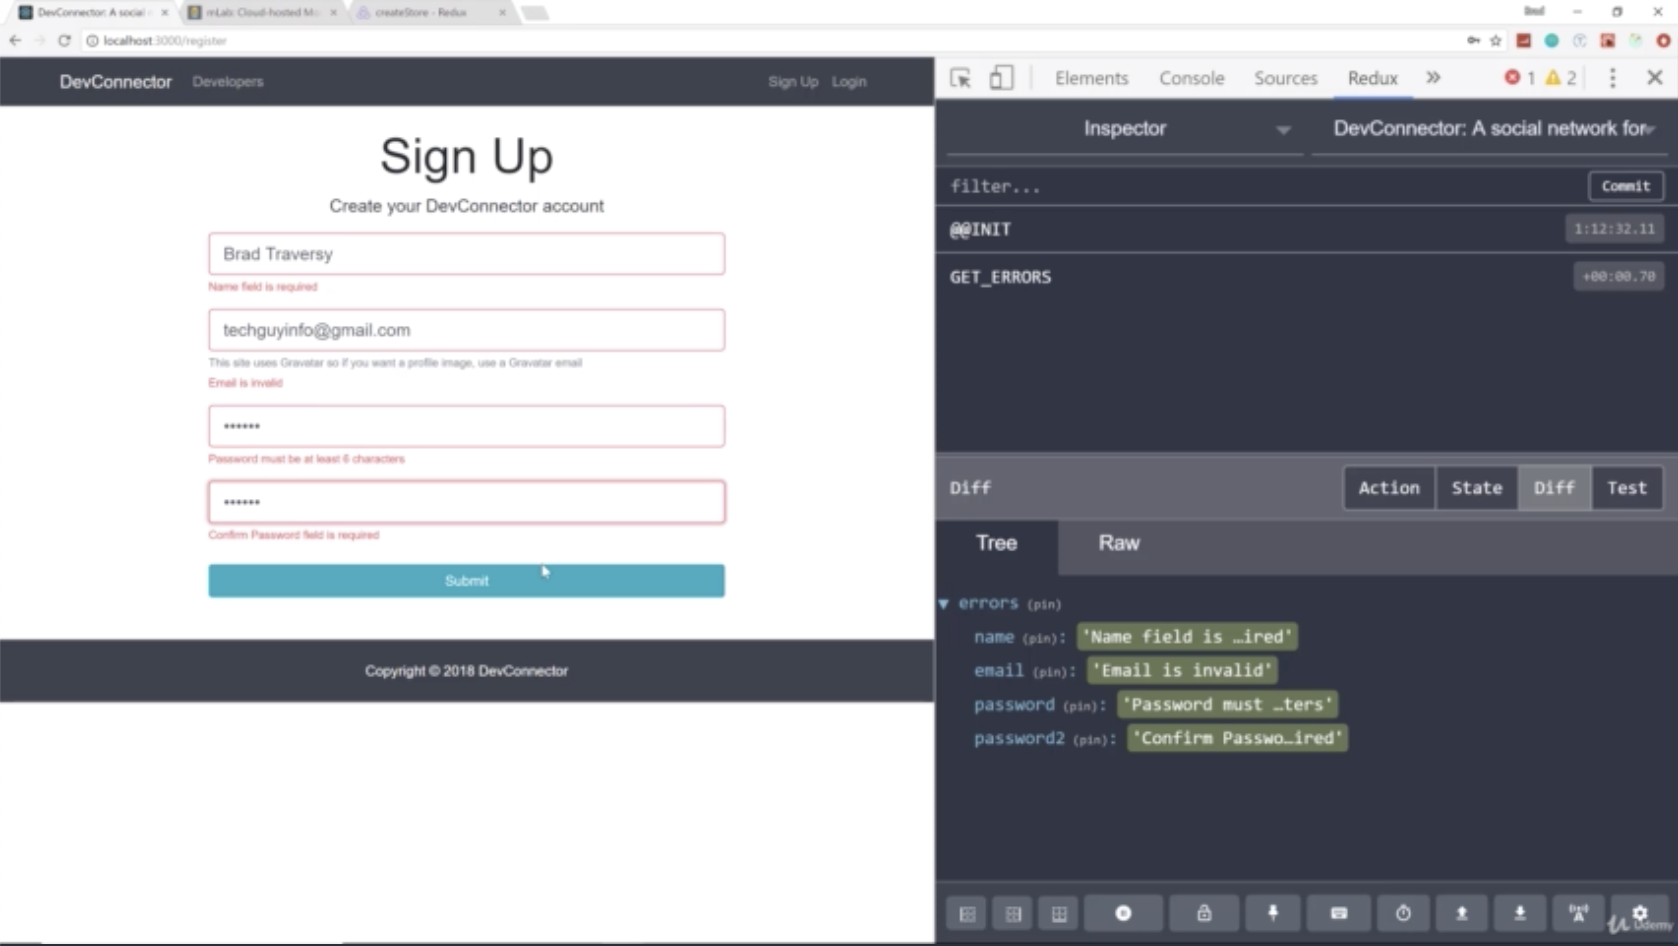 DevConnector: A social
mLab: Cloud-hosted Mo
createStore - Redux
localhost:3000/register
DevConnector Developers Sign Up Login
Sign Up
Create your DevConnector account
Brad Traversy
Name field is required
techguyinfo@gmail.com
This site uses Gravatar so if you want a profile image, use a Gravatar email
Email is invalid
••••••
Password must be at least 6 characters
••••••
Confirm Password field is required
Submit
Copyright © 2018 DevConnector
Elements Console Sources Redux » 1 2
Inspector DevConnector: A social network for
filter... Commit
@@INIT 1:12:32.11
GET_ERRORS +00:00.70
Diff Action State Diff Test
Tree Raw
errors (pin)
name (pin): 'Name field is …ired'
email (pin): 'Email is invalid'
password (pin): 'Password must …ters'
password2 (pin): 'Confirm Passwo…ired'
Udemy